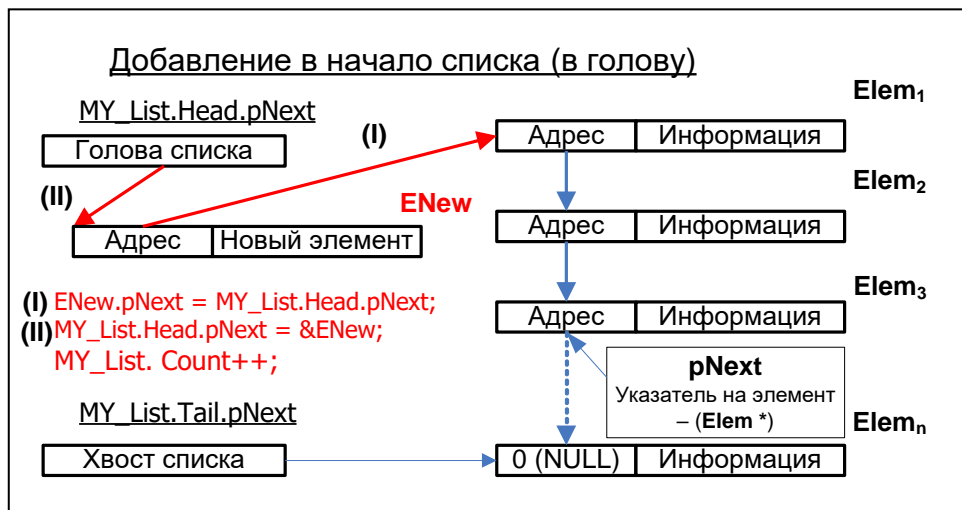 Добавление в начало списка (в голову)
Elem1
MY_List.Head.pNext
(I)
Голова списка
Адрес Информация
(II)
Elem2
ENew
Адрес Новый элемент
Адрес Информация
Elem3
(I) ENew.pNext = MY_List.Head.pNext;
Адрес Информация
(II) MY_List.Head.pNext = &ENew;
MY_List. Count++;
pNext
Указатель на элемент
– (Elem *)
MY_List.Tail.pNext
Elemn
Хвост списка
0 (NULL) Информация